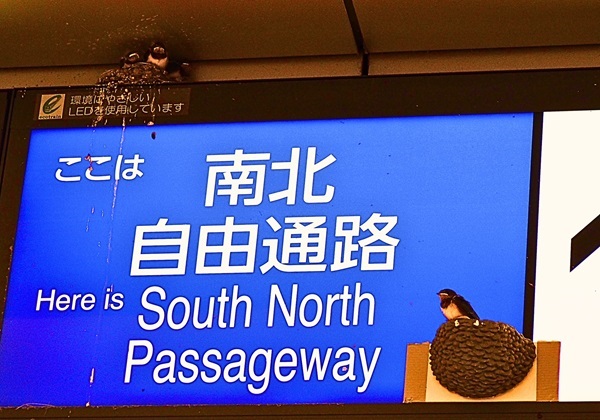 環境にやさしい
LEDを使用しています
ここは
南北
自由通路
Here is
South North
Passageway